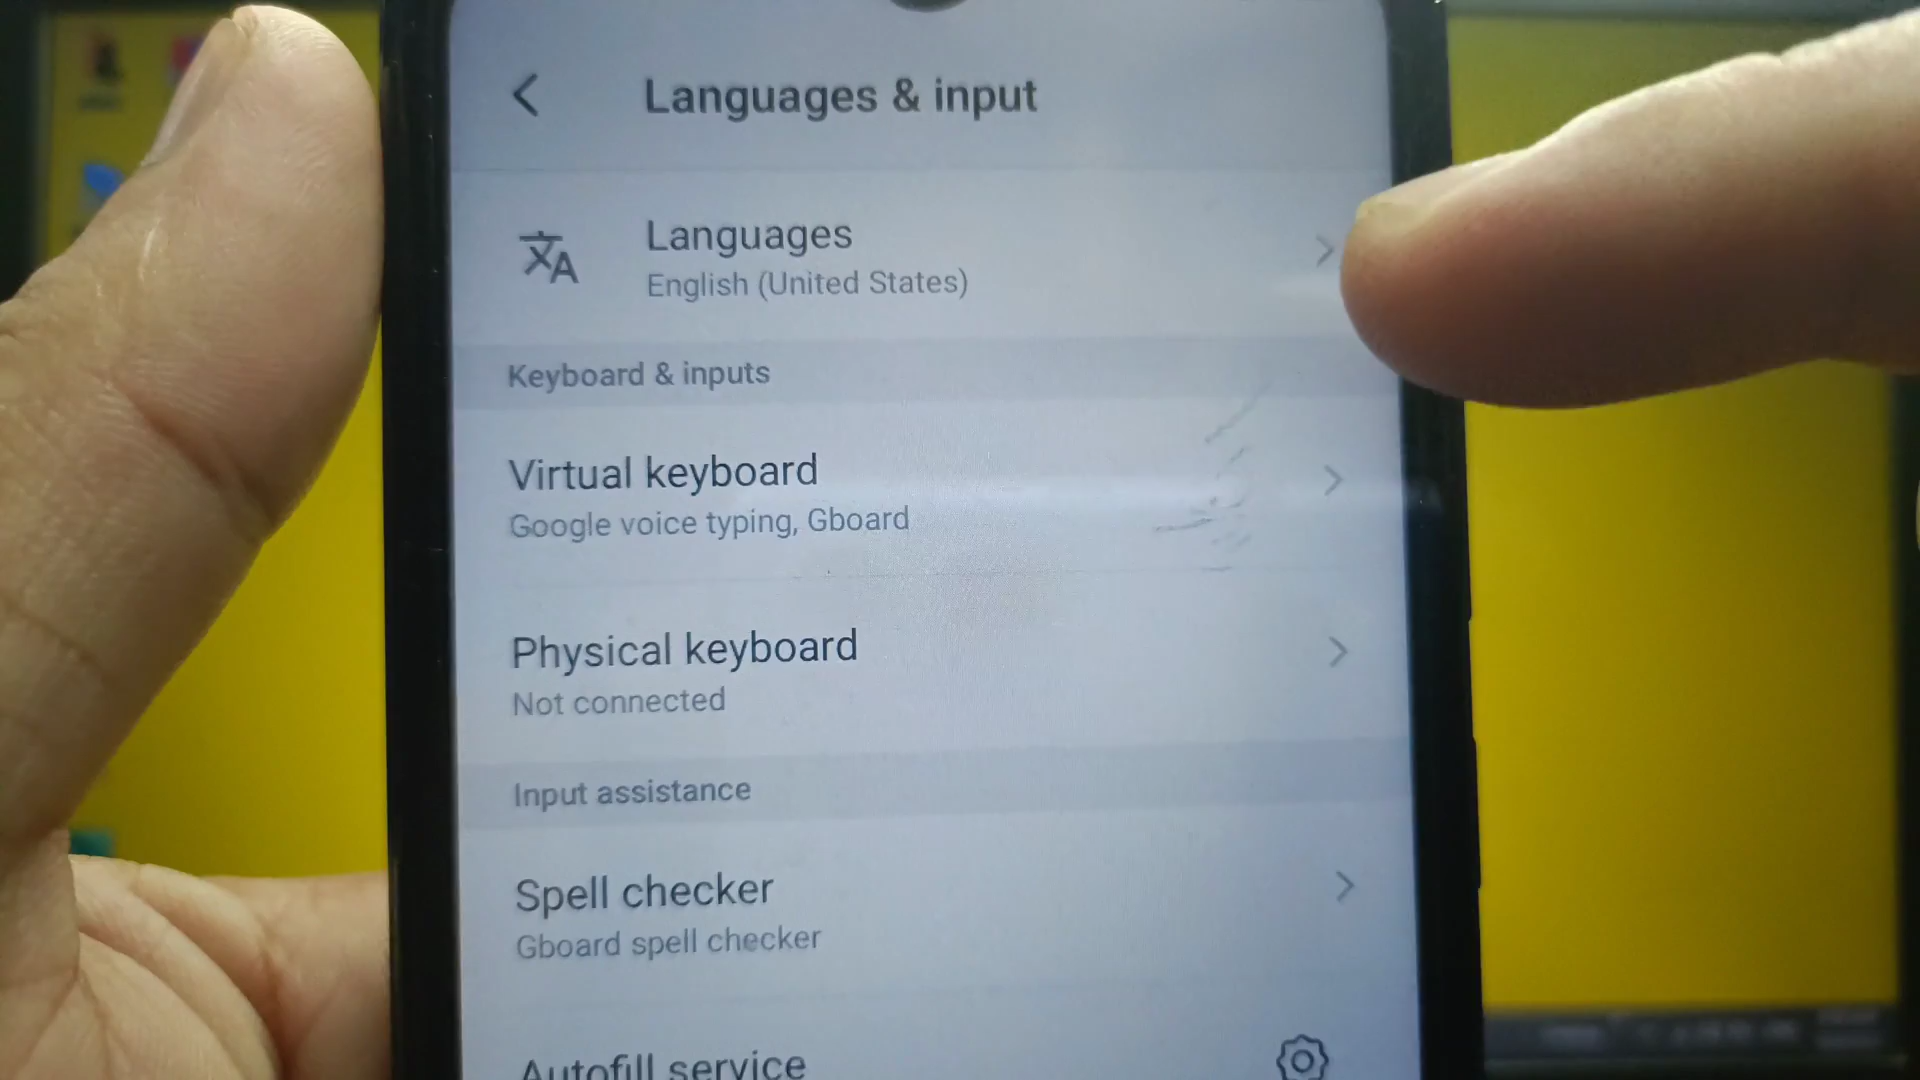 Languages & input
Languages
English (United States)
Keyboard & inputs
Virtual keyboard
Google voice typing, Gboard
Physical keyboard
Not connected
Input assistance
Spell checker
Gboard spell checker
Autofill service